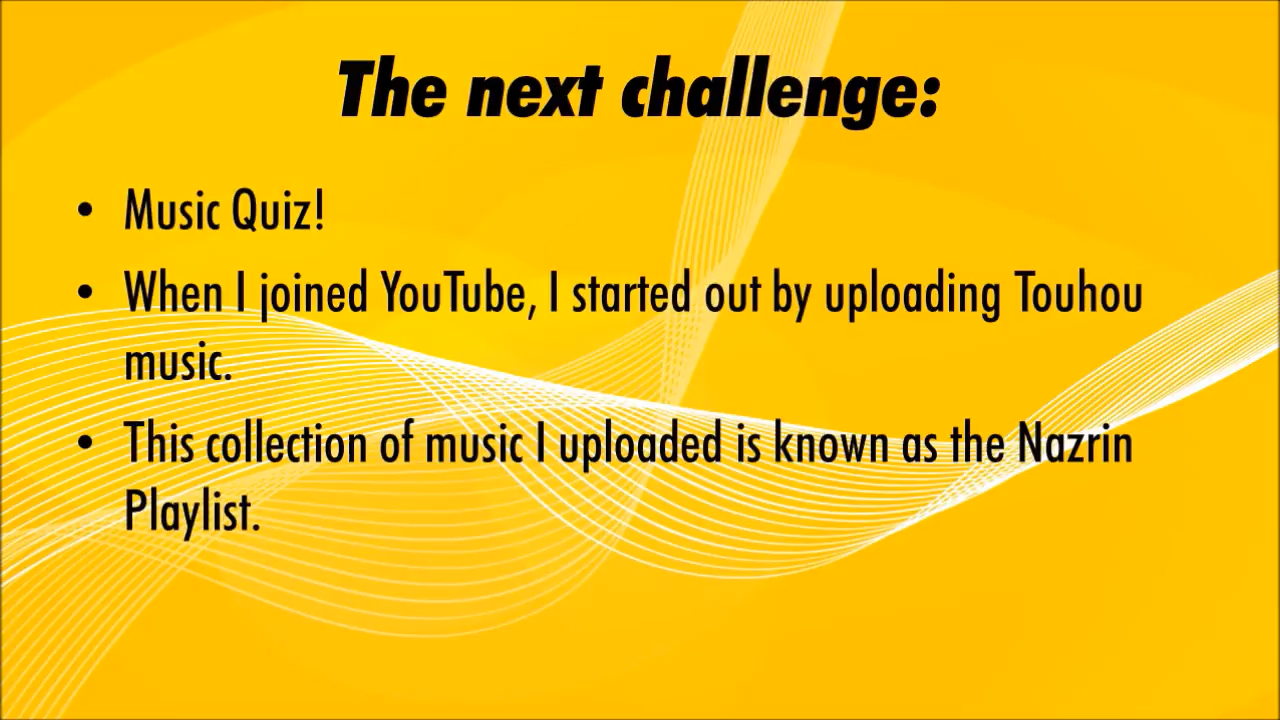 The next challenge:
• Music Quiz!
• When I joined YouTube, I started out by uploading Touhou
music.
• This collection of music I uploaded is known as the Nazrin
Playlist.